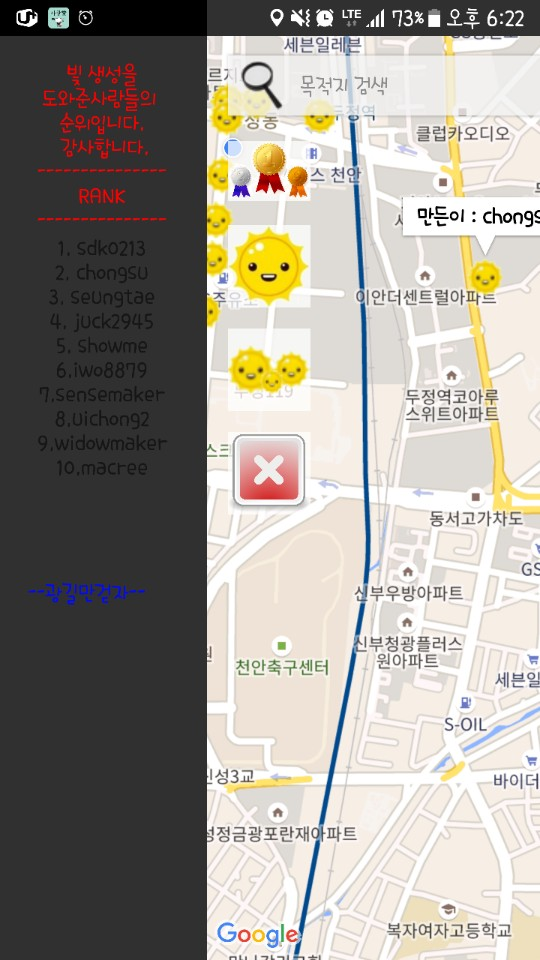 LTE 73% 오후 6:22
빛 생성을
도와준사람들의
순위입니다.
감사합니다.
---------------
RANK
---------------
1. sdk0213
2. chongsu
3. seungtae
4. juck2945
5. showme
6.iwo8879
7.sensemaker
8.uichong2
9.widowmaker
10.macree
--광길만걷자--
세븐일레븐
목적지 검색
두정역
클럽카오디오
스 천안
만든이 : chongs
이안더센트럴아파트
두정역코아루
스위트아파트
동서고가차도
GS
신부우방아파트
신부청광플러스
원아파트
천안축구센터
세븐일
S-OIL
바이더
신성3교
성정금광포란재아파트
복자여자고등학교
Google